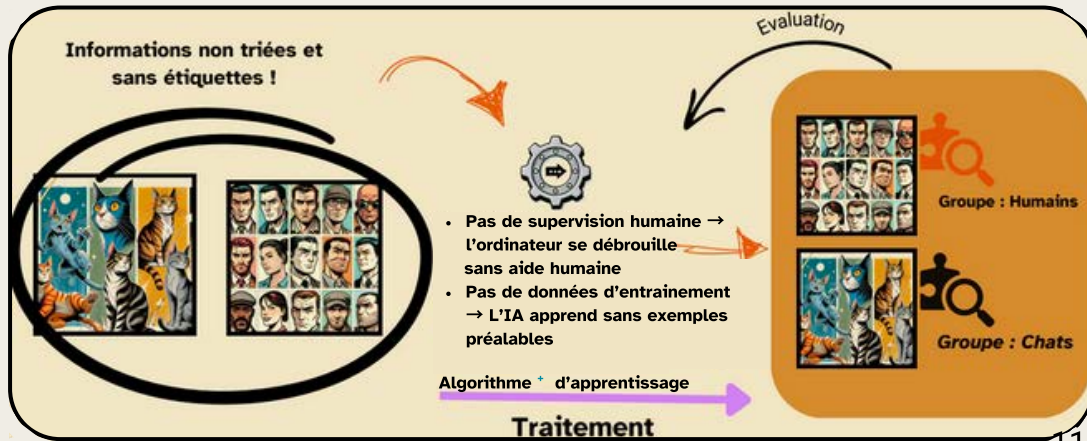 Informations non triées et
sans étiquettes !
Evaluation
• Pas de supervision humaine →
l’ordinateur se débrouille
sans aide humaine
• Pas de données d’entrainement
→ L’IA apprend sans exemples
préalables
Algorithme + d’apprentissage
Traitement
Groupe : Humains
Groupe : Chats
11